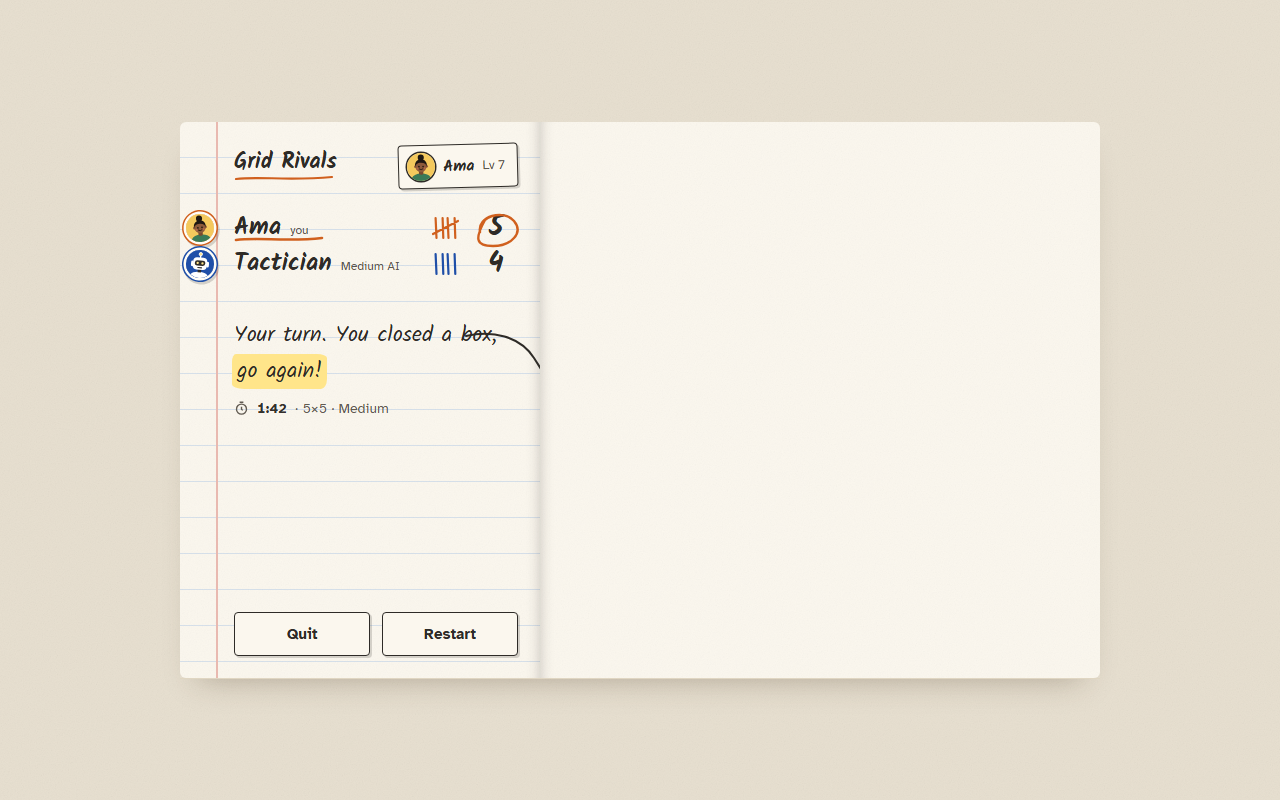 Grid Rivals
Ama Lv 7
Ama you 5
Tactician Medium AI 4
Your turn. You closed a box,
go again!
1:42 · 5×5 · Medium
Quit Restart